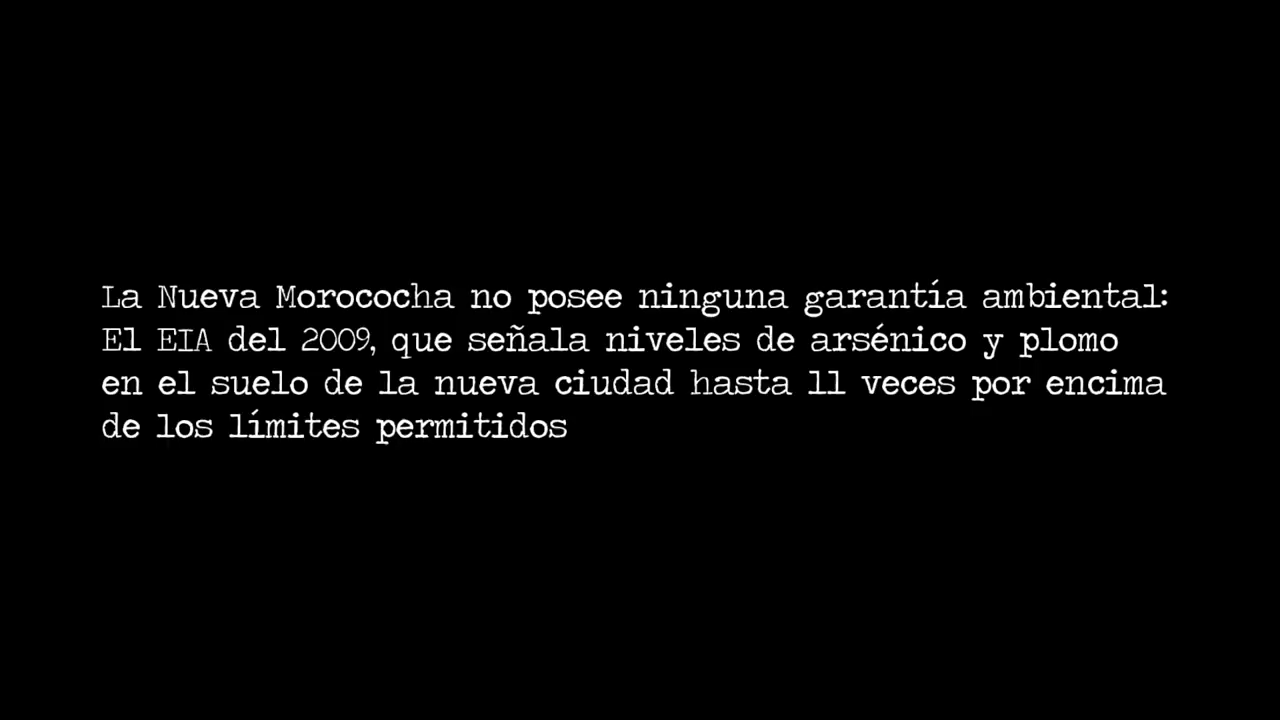 La Nueva Morococha no posee ninguna garantía ambiental:
El EIA del 2009, que señala niveles de arsénico y plomo
en el suelo de la nueva ciudad hasta 11 veces por encima
de los límites permitidos